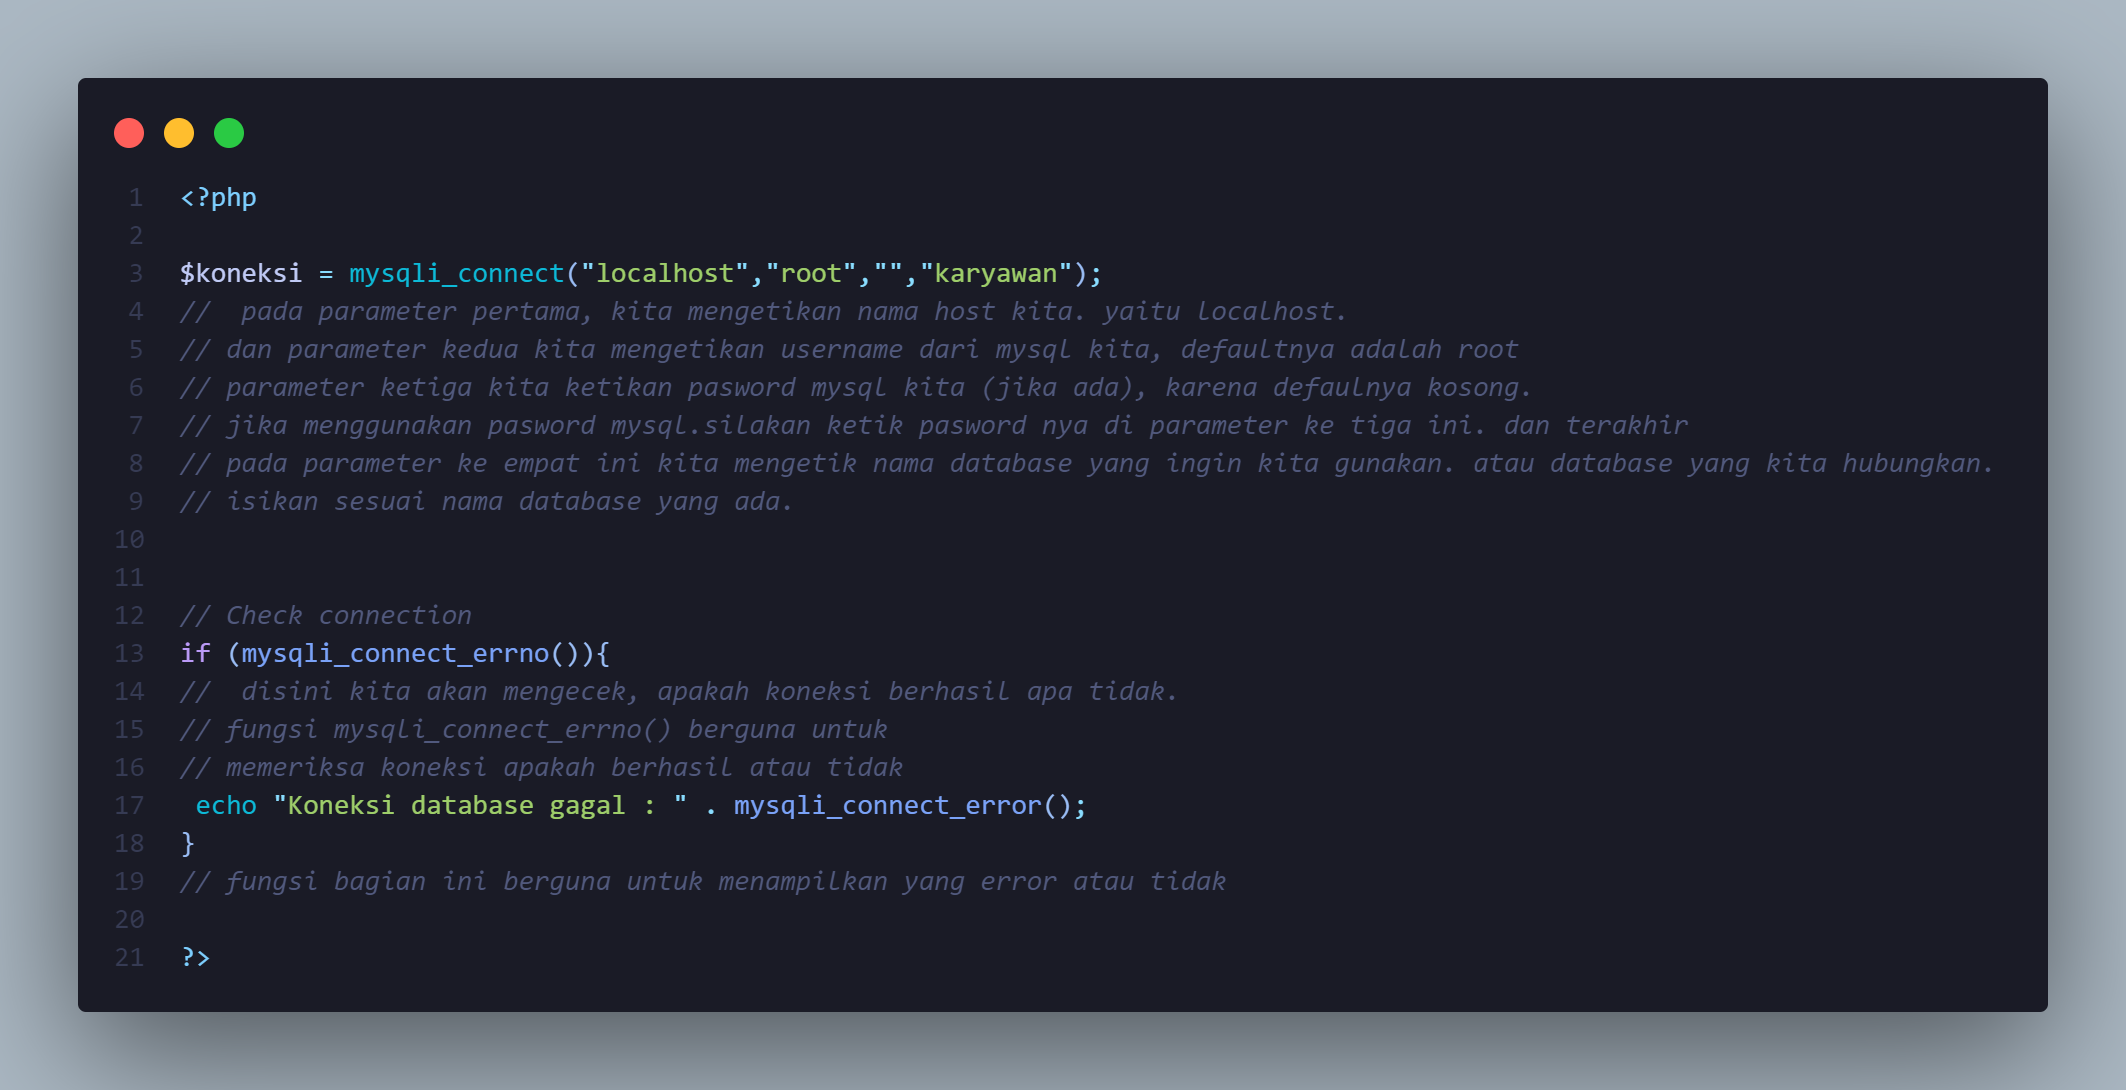 1 <?php
2
3 $koneksi = mysqli_connect("localhost","root","","karyawan");
4 //  pada parameter pertama, kita mengetikan nama host kita. yaitu localhost.
5 // dan parameter kedua kita mengetikan username dari mysql kita, defaultnya adalah root
6 // parameter ketiga kita ketikan pasword mysql kita (jika ada), karena defaulnya kosong.
7 // jika menggunakan pasword mysql.silakan ketik pasword nya di parameter ke tiga ini. dan terakhir
8 // pada parameter ke empat ini kita mengetik nama database yang ingin kita gunakan. atau database yang kita hubungkan.
9 // isikan sesuai nama database yang ada.
10
11
12 // Check connection
13 if (mysqli_connect_errno()){
14 //  disini kita akan mengecek, apakah koneksi berhasil apa tidak.
15 // fungsi mysqli_connect_errno() berguna untuk
16 // memeriksa koneksi apakah berhasil atau tidak
17  echo "Koneksi database gagal : " . mysqli_connect_error();
18 }
19 // fungsi bagian ini berguna untuk menampilkan yang error atau tidak
20
21 ?>